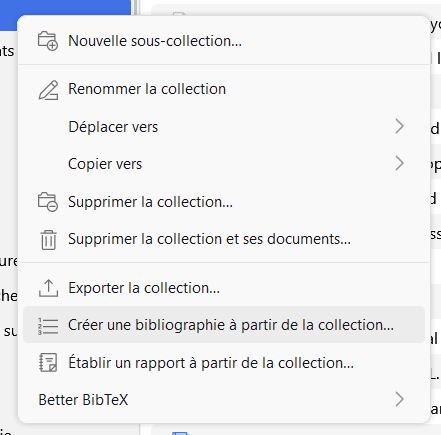 Nouvelle sous-collection...
Renommer la collection
Déplacer vers
Copier vers
Supprimer la collection...
Supprimer la collection et ses documents...
Exporter la collection...
Créer une bibliographie à partir de la collection...
Établir un rapport à partir de la collection...
Better BibTeX